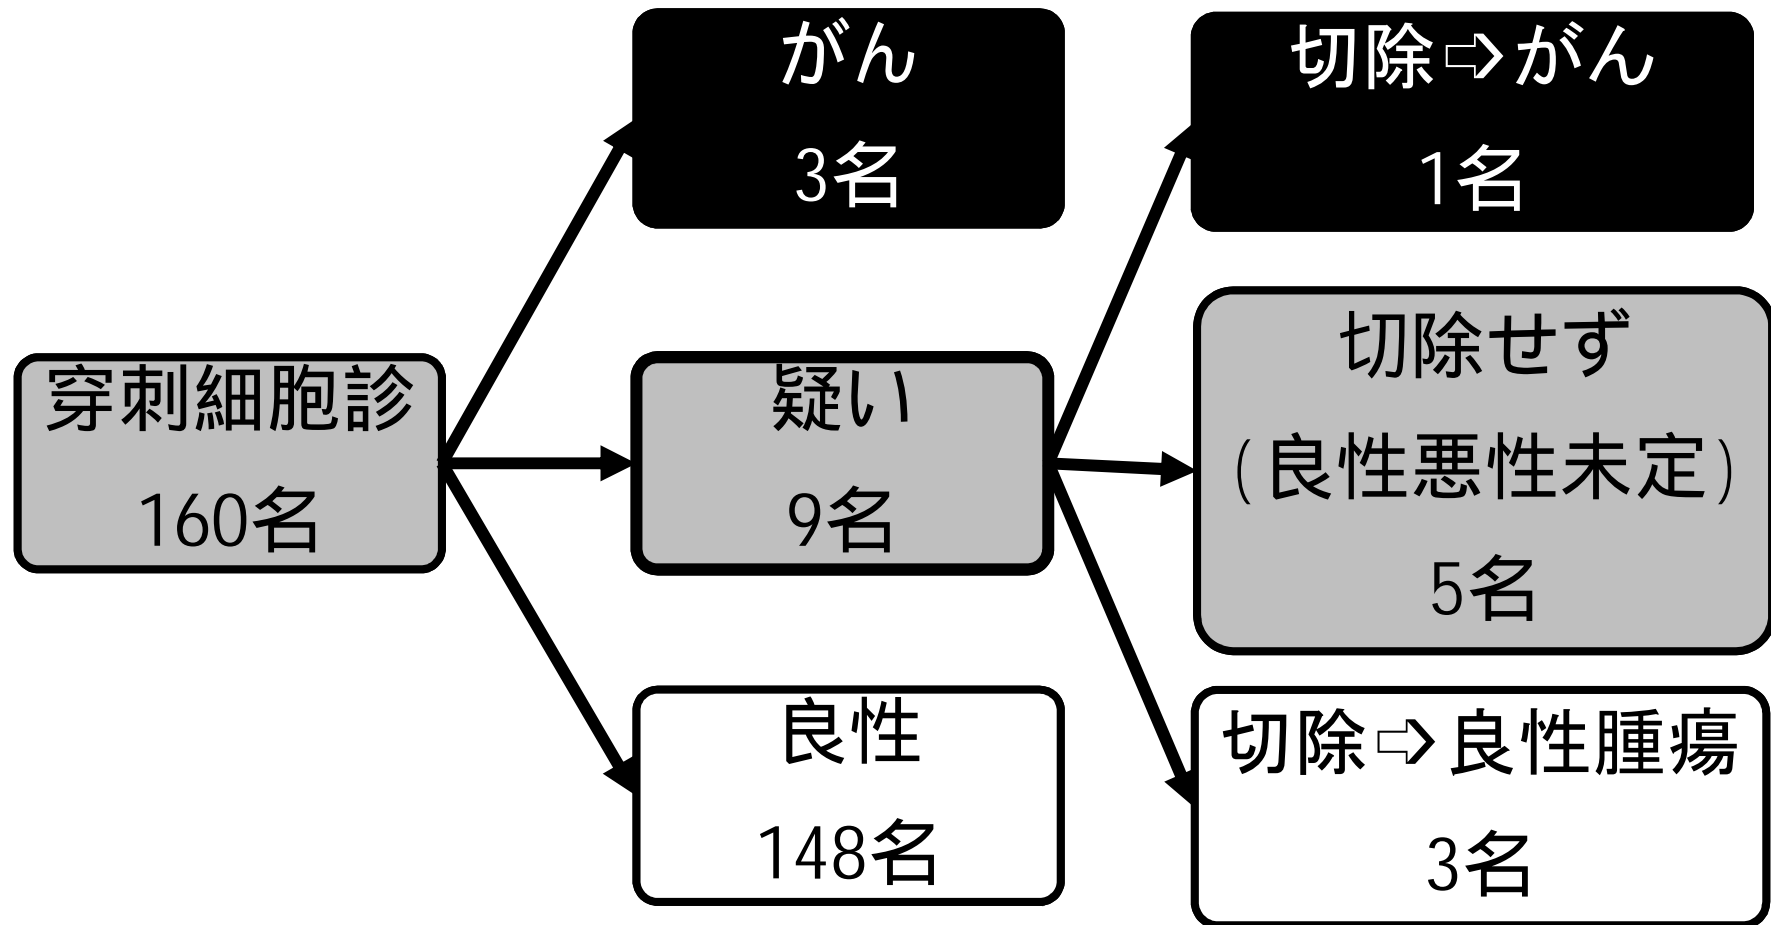 がん
3名
切除⇨がん
1名
穿刺細胞診
160名
疑い
9名
切除せず
(良性悪性未定)
5名
良性
148名
切除⇨良性腫瘍
3名